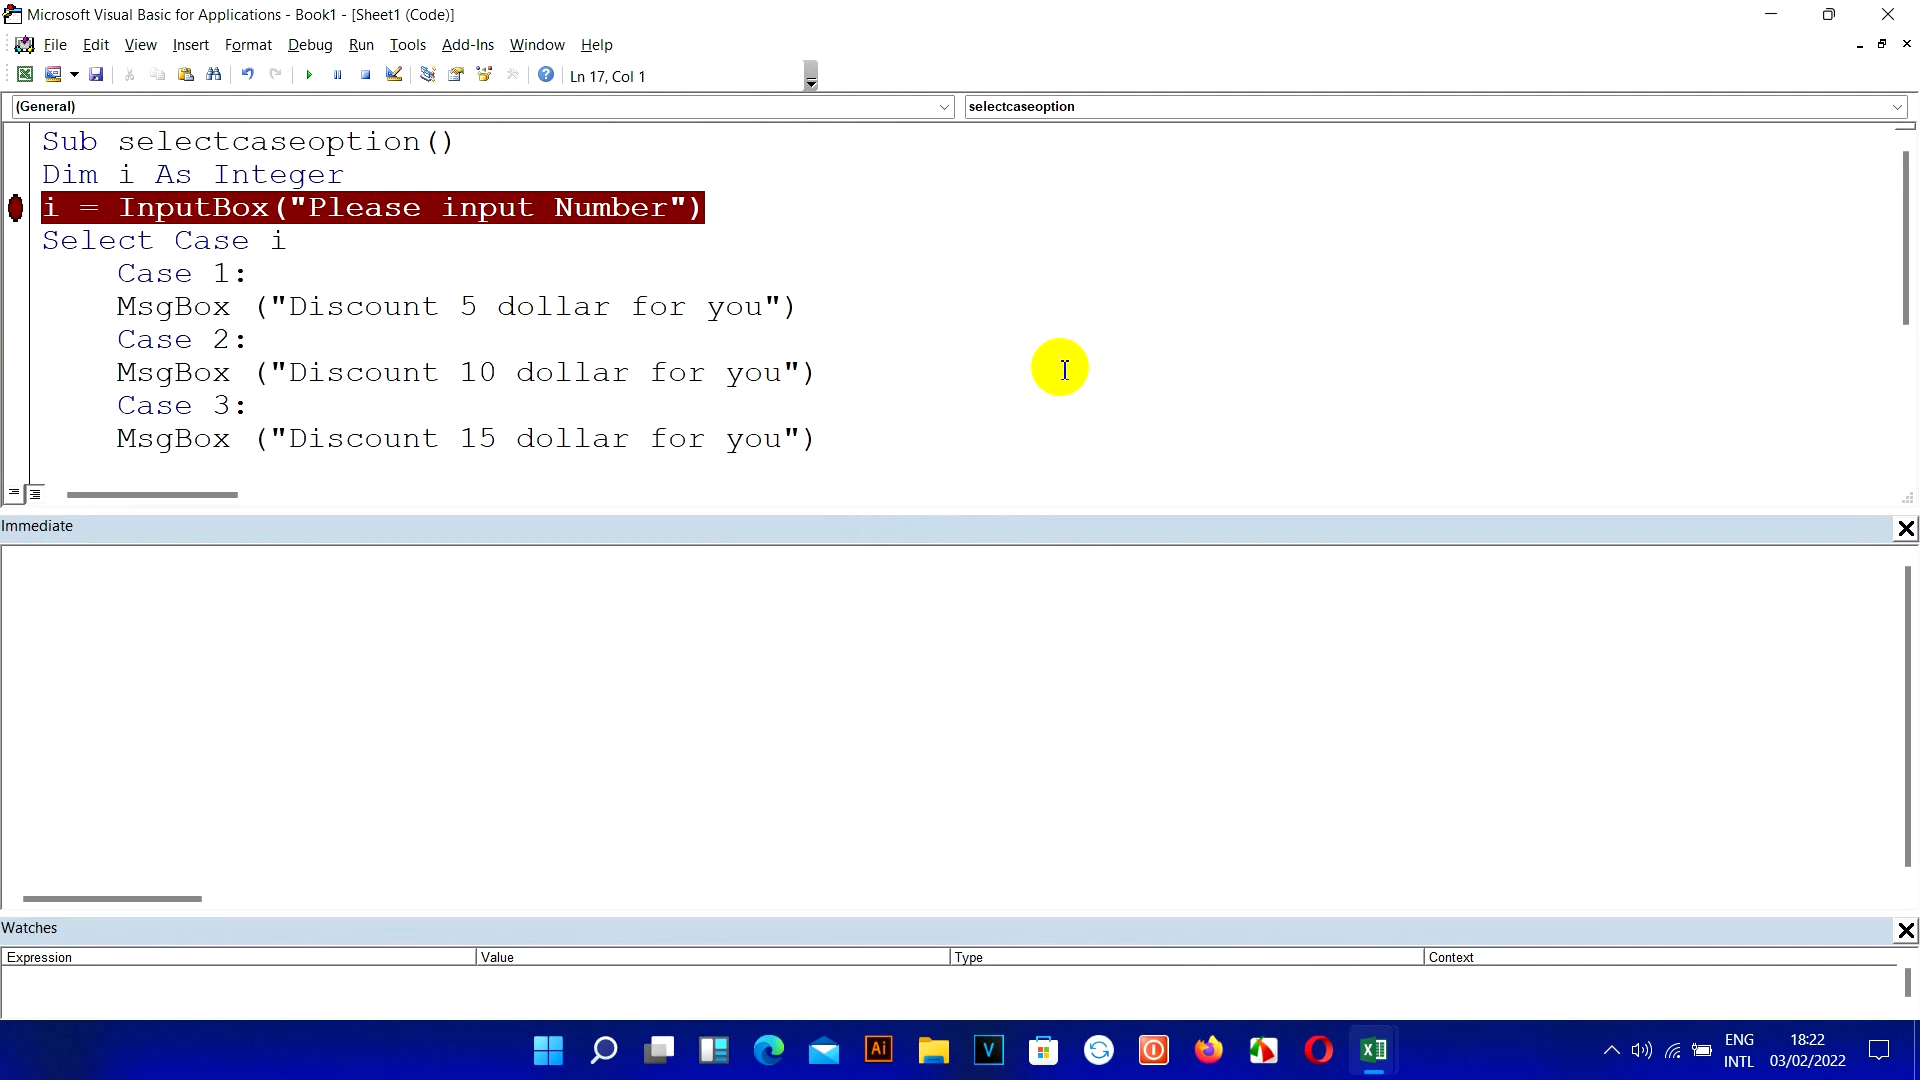 Microsoft Visual Basic for Applications - Book1 - [Sheet1 (Code)]
File Edit View Insert Format Debug Run Tools Add-Ins Window Help
Ln 17, Col 1
(General) selectcaseoption
Sub selectcaseoption()
Dim i As Integer
i = InputBox("Please input Number")
Select Case i
Case 1:
MsgBox ("Discount 5 dollar for you")
Case 2:
MsgBox ("Discount 10 dollar for you")
Case 3:
MsgBox ("Discount 15 dollar for you")
Immediate
Watches
Expression Value Type Context
Ai V
ENG 18:22
INTL 03/02/2022